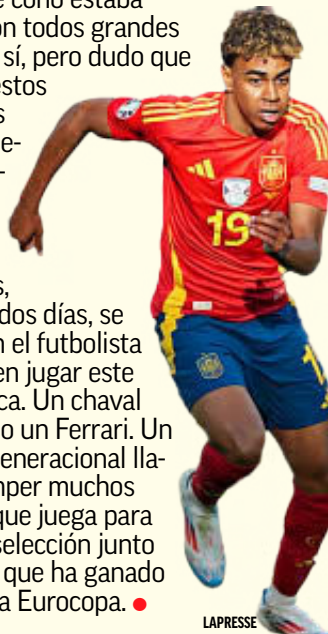 estaba
on todos grandes
sí, pero dudo que
estos
s
e-
-
s,
dos días, se
n el futbolista
en jugar este
ca. Un chaval
o un Ferrari. Un
eneracional lla-
mper muchos
que juega para
selección junto
que ha ganado
a Eurocopa.
19
LAPRESSE